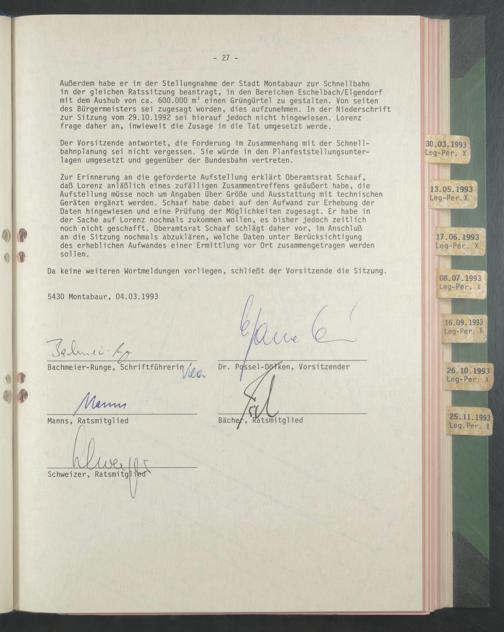 - 27 -
Außerdem habe er in der Stellungnahme der Stadt Montabaur zur Schnellbahn
in der gleichen Ratssitzung beantragt, in den Bereichen Eschelbach/Elgendorf
mit dem Aushub von ca. 600.000 m³ einen Grüngürtel zu gestalten. Von seiten
des Bürgermeisters sei zugesagt worden, dies aufzunehmen. In der Niederschrift
zur Sitzung vom 29.10.1992 sei hierauf jedoch nicht hingewiesen. Lorenz
frage daher an, inwieweit die Zusage in die Tat umgesetzt werde.
Der Vorsitzende antwortet, die Forderung im Zusammenhang mit der Schnell-
bahnplanung sei nicht vergessen. Sie würde in den Planfeststellungsunter-
lagen umgesetzt und gegenüber der Bundesbahn vertreten.
Zur Erinnerung an die geforderte Aufstellung erklärt Oberamtsrat Schaaf,
daß Lorenz anläßlich eines zufälligen Zusammentreffens geäußert habe, die
Aufstellung müsse noch um Angaben über Größe und Ausstattung mit technischen
Geräten ergänzt werden. Schaaf habe dabei auf den Aufwand zur Erhebung der
Daten hingewiesen und eine Prüfung der Möglichkeiten zugesagt. Er habe in
der Sache auf Lorenz nochmals zukommen wollen, es bisher jedoch zeitlich
noch nicht geschafft. Oberamtsrat Schaaf schlägt daher vor, im Anschluß
an die Sitzung nochmals abzuklären, welche Daten unter Berücksichtigung
des erheblichen Aufwandes einer Ermittlung vor Ort zusammengetragen werden
sollen.
Da keine weiteren Wortmeldungen vorliegen, schließt der Vorsitzende die Sitzung.
5430 Montabaur, 04.03.1993
Bachmeier-Runge, Schriftführerin
Dr. Possel-Dölken, Vorsitzender
Manns
Manns, Ratsmitglied
Bächer, Ratsmitglied
Schweizer
Schweizer, Ratsmitglied
30.03.1993
Leg-Per. X
13.05.1993
Leg-Per. X
17.06.1993
Leg-Per. X
08.07.1993
Leg-Per. X
16.09.1993
Leg-Per. X
26.10.1993
Leg-Per. X
25.11.1993
Leg.Per. X